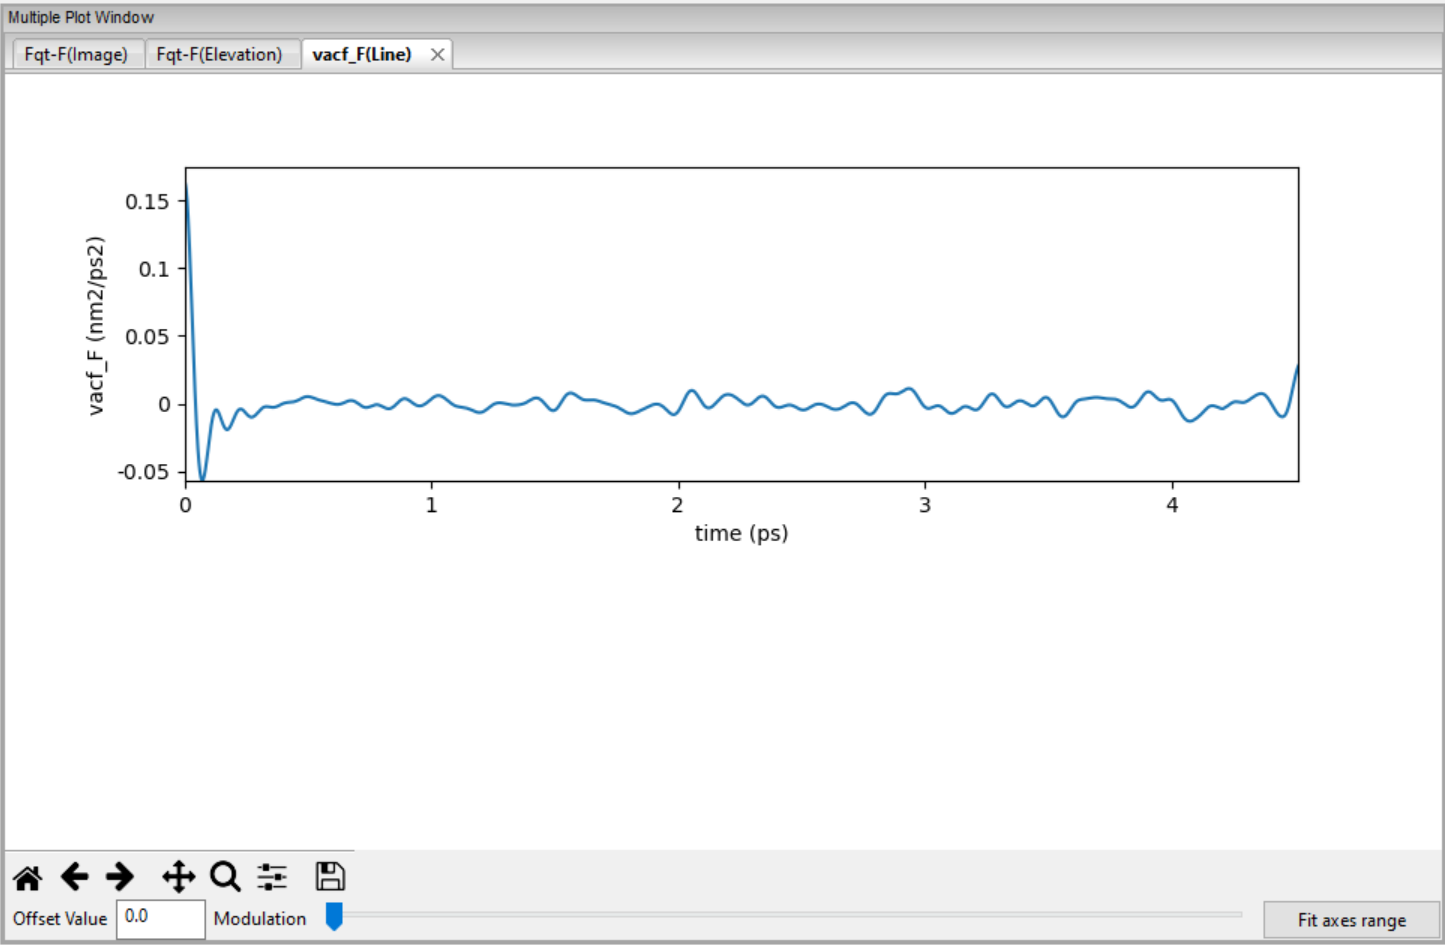 Multiple Plot Window
Fqt-F(Image) Fqt-F(Elevation) vacf_F(Line)
0.15
0.1
0.05
0
-0.05
vacf_F (nm2/ps2)
0 1 2 3 4
time (ps)
Offset Value 0.0 Modulation Fit axes range